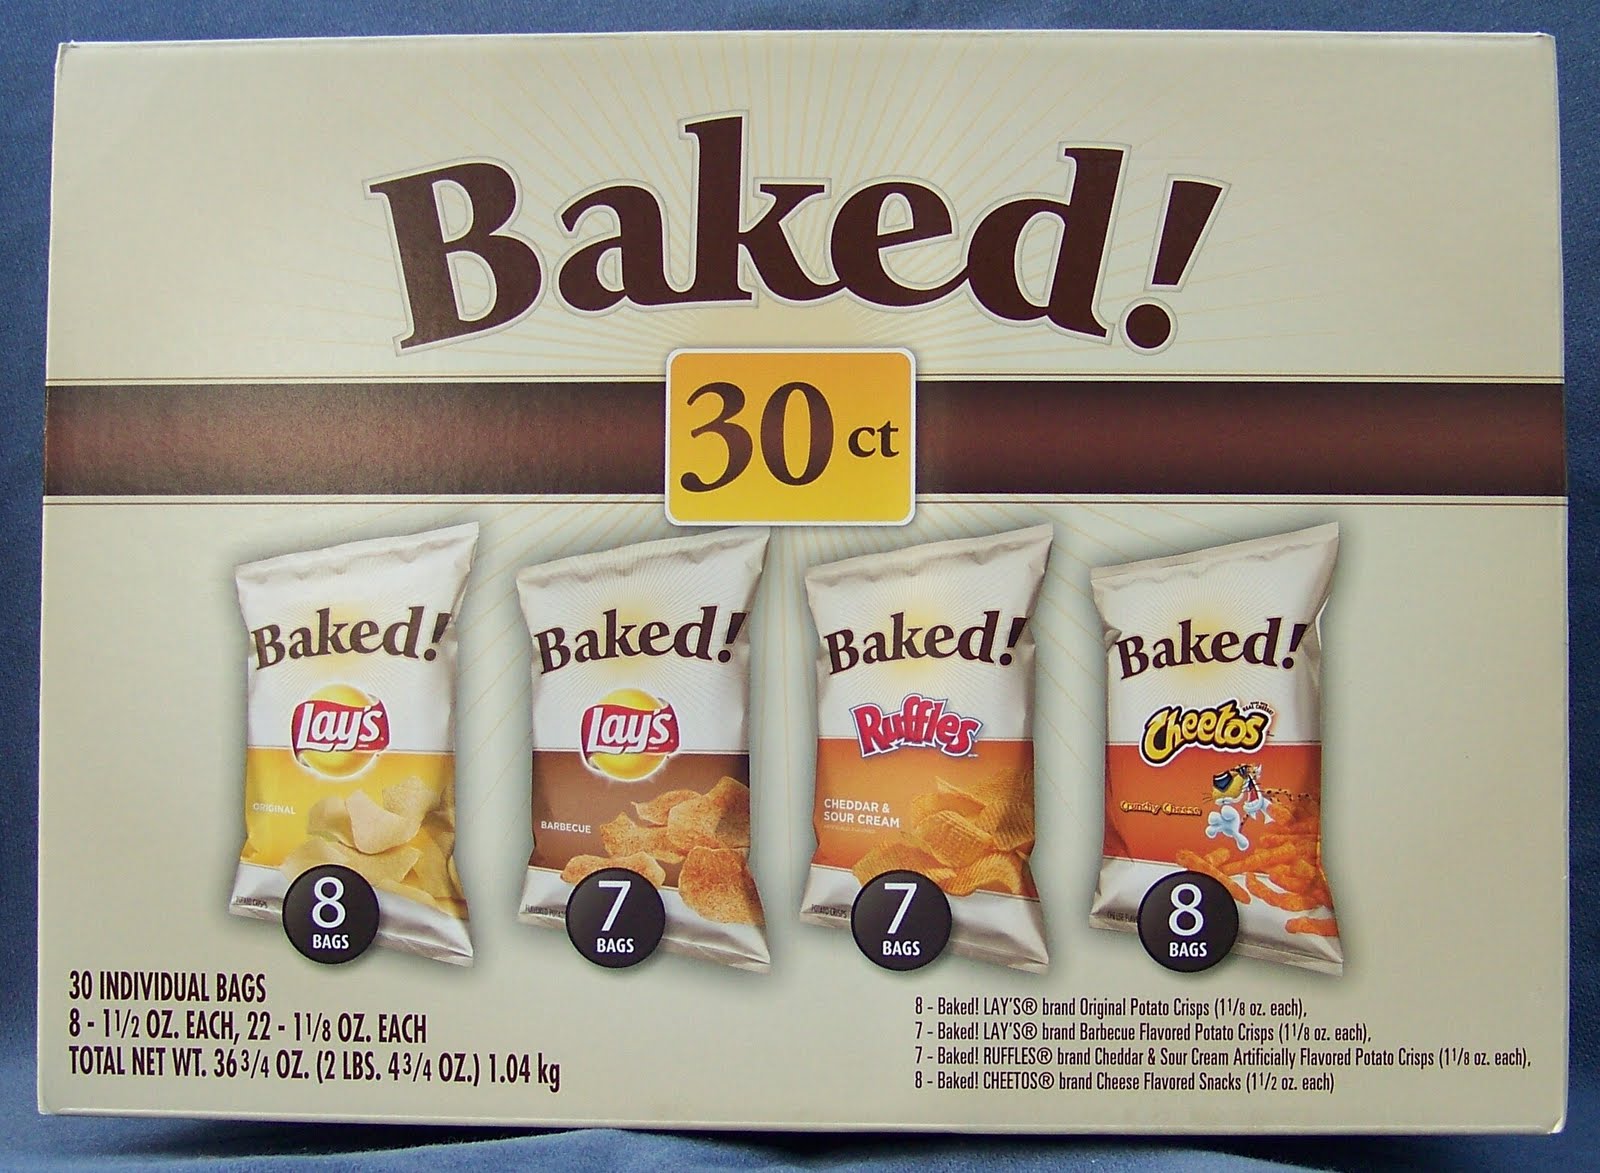 Baked!
30 ct
Baked!
Lay's
ORIGINAL
POTATO CRISPS
8
BAGS
Baked!
Lay's
BARBECUE
7
BAGS
Baked!
Ruffles
CHEDDAR &
SOUR CREAM
POTATO CRISPS
7
BAGS
Baked!
Cheetos
Crunchy Cheese
8
BAGS
30 INDIVIDUAL BAGS
8 - 1 1/2 OZ. EACH, 22 - 1 1/8 OZ. EACH
TOTAL NET WT. 36 3/4 OZ. (2 LBS. 4 3/4 OZ.) 1.04 kg
8 - Baked! LAY'S® brand Original Potato Crisps (1 1/8 oz. each),
7 - Baked! LAY'S® brand Barbecue Flavored Potato Crisps (1 1/8 oz. each),
7 - Baked! RUFFLES® brand Cheddar & Sour Cream Artificially Flavored Potato Crisps (1 1/8 oz. each),
8 - Baked! CHEETOS® brand Cheese Flavored Snacks (1 1/2 oz. each)